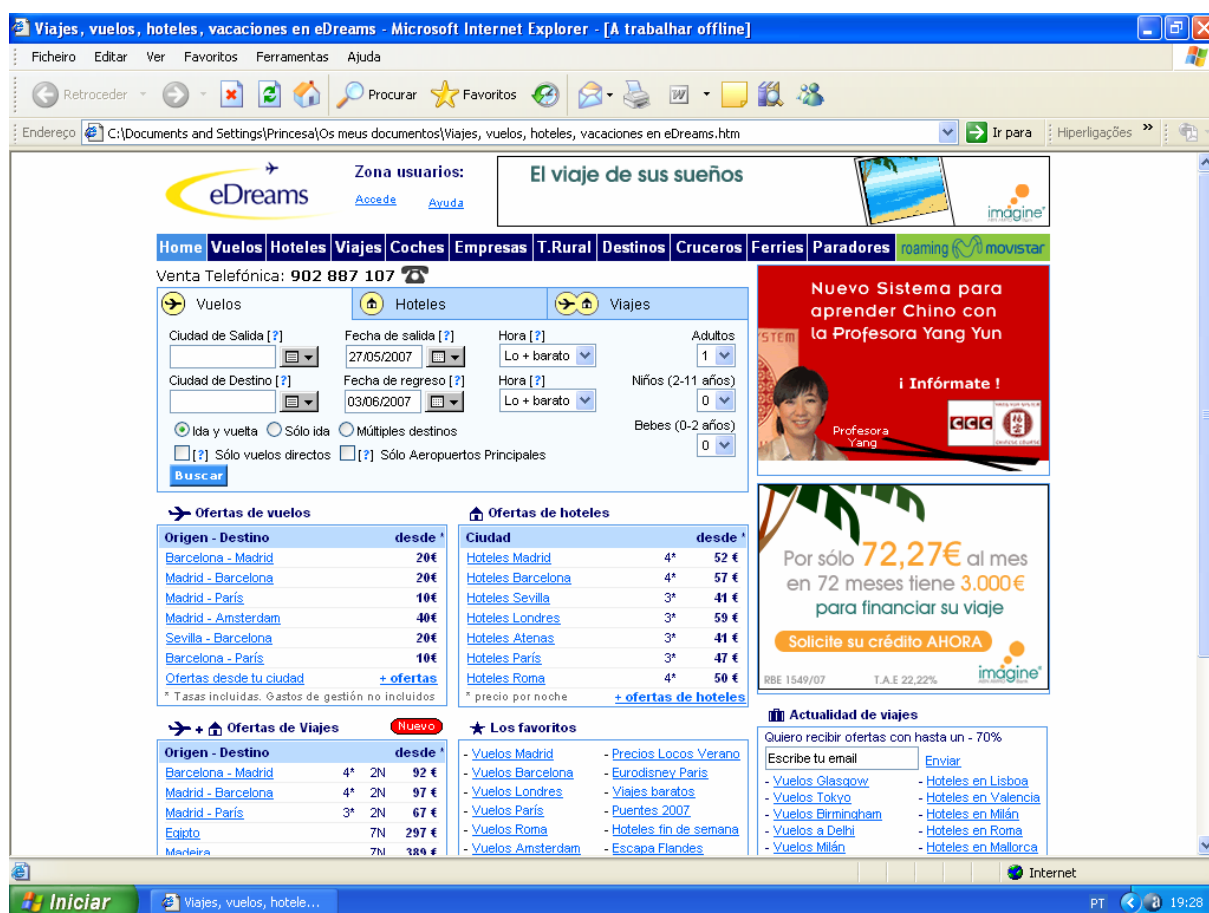 Viajes, vuelos, hoteles, vacaciones en eDreams - Microsoft Internet Explorer - [A trabalhar offline]
Ficheiro Editar Ver Favoritos Ferramentas Ajuda
Retroceder Procurar Favoritos
Endereço C:\Documents and Settings\Princesa\Os meus documentos\Viajes, vuelos, hoteles, vacaciones en eDreams.htm Ir para Hiperligações »
eDreams
Zona usuarios:
Accede Ayuda
El viaje de sus sueños
imagine
Home Vuelos Hoteles Viajes Coches Empresas T.Rural Destinos Cruceros Ferries Paradores roaming movistar
Venta Telefónica: 902 887 107
Vuelos Hoteles Viajes
Ciudad de Salida [?] Fecha de salida [?] Hora [?] Adultos
27/05/2007 Lo + barato 1
Ciudad de Destino [?] Fecha de regreso [?] Hora [?] Niños (2-11 años)
03/06/2007 Lo + barato 0
Ida y vuelta Sólo ida Múltiples destinos Bebes (0-2 años)
[?] Sólo vuelos directos [?] Sólo Aeropuertos Principales 0
Buscar
Nuevo Sistema para
aprender Chino con
la Profesora Yang Yun
STEM
¡ Infórmate !
Profesora
Yang
CCC
Ofertas de vuelos
Origen - Destino desde *
Barcelona - Madrid 20€
Madrid - Barcelona 20€
Madrid - París 10€
Madrid - Amsterdam 40€
Sevilla - Barcelona 20€
Barcelona - París 10€
Ofertas desde tu ciudad + ofertas
* Tasas incluidas. Gastos de gestión no incluidos
Ofertas de hoteles
Ciudad desde *
Hoteles Madrid 4* 52 €
Hoteles Barcelona 4* 57 €
Hoteles Sevilla 3* 41 €
Hoteles Londres 3* 59 €
Hoteles Atenas 3* 41 €
Hoteles París 3* 47 €
Hoteles Roma 4* 50 €
* precio por noche + ofertas de hoteles
Por sólo 72,27€ al mes
en 72 meses tiene 3.000€
para financiar su viaje
Solicite su crédito AHORA
RBE 1549/07 T.A.E 22,22% imagine
+ Ofertas de Viajes Nuevo
Origen - Destino desde *
Barcelona - Madrid 4* 2N 92 €
Madrid - Barcelona 4* 2N 97 €
Madrid - París 3* 2N 67 €
Egipto 7N 297 €
Madeira 7N 389 €
Los favoritos
- Vuelos Madrid - Precios Locos Verano
- Vuelos Barcelona - Eurodisney Paris
- Vuelos Londres - Viajes baratos
- Vuelos París - Puentes 2007
- Vuelos Roma - Hoteles fin de semana
- Vuelos Amsterdam - Escapa Flandes
Actualidad de viajes
Quiero recibir ofertas con hasta un - 70%
Escribe tu email Enviar
- Vuelos Glasgow - Hoteles en Lisboa
- Vuelos Tokyo - Hoteles en Valencia
- Vuelos Birmingham - Hoteles en Milán
- Vuelos a Delhi - Hoteles en Roma
- Vuelos Milán - Hoteles en Mallorca
Internet
Iniciar Viajes, vuelos, hotele... PT 19:28